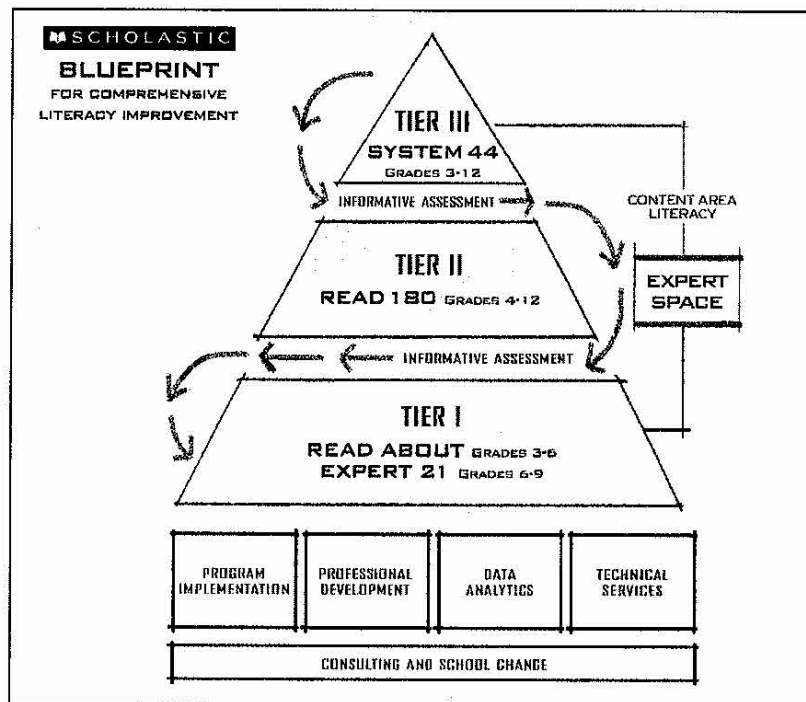 SCHOLASTIC
BLUEPRINT
FOR COMPREHENSIVE
LITERACY IMPROVEMENT
TIER III
SYSTEM 44
GRADES 3-12
INFORMATIVE ASSESSMENT
CONTENT AREA
LITERACY
EXPERT
SPACE
TIER II
READ 180 GRADES 4-12
INFORMATIVE ASSESSMENT
TIER I
READ ABOUT GRADES 3-6
EXPERT 21 GRADES 6-9
PROGRAM
IMPLEMENTATION
PROFESSIONAL
DEVELOPMENT
DATA
ANALYTICS
TECHNICAL
SERVICES
CONSULTING AND SCHOOL CHANGE